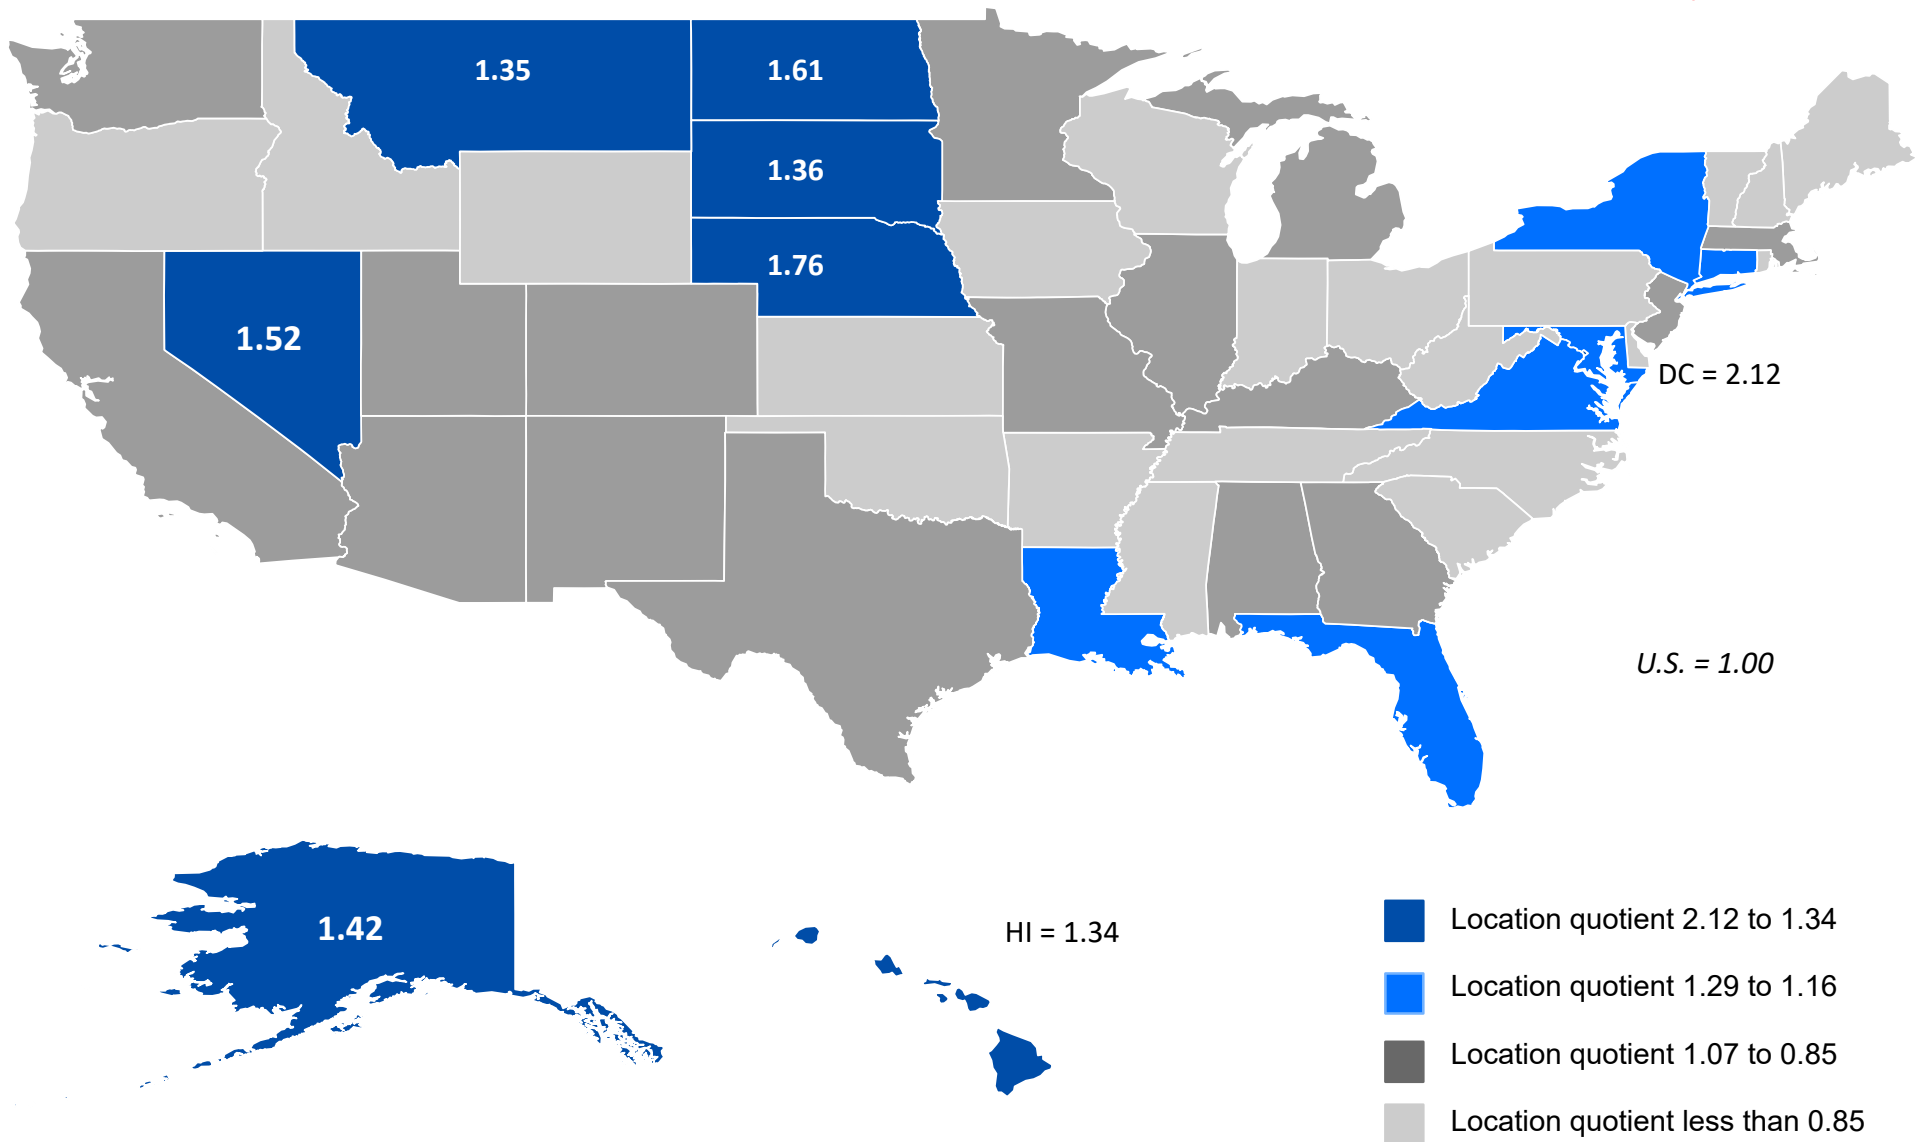 1.35
1.61
1.36
1.76
1.52
DC = 2.12
U.S. = 1.00
1.42
HI = 1.34
Location quotient 2.12 to 1.34
Location quotient 1.29 to 1.16
Location quotient 1.07 to 0.85
Location quotient less than 0.85